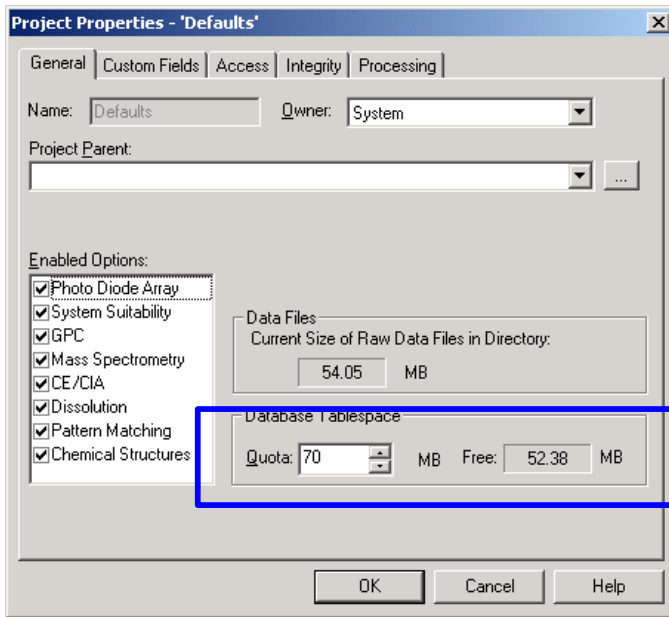 Project Properties - 'Defaults'
General Custom Fields Access Integrity Processing
Name: Defaults Owner: System
Project Parent:
...
Enabled Options:
Photo Diode Array
System Suitability
GPC
Mass Spectrometry
CE/CIA
Dissolution
Pattern Matching
Chemical Structures
Data Files
Current Size of Raw Data Files in Directory:
54.05 MB
Database Tablespace
Quota: 70 MB Free: 52.38 MB
OK Cancel Help